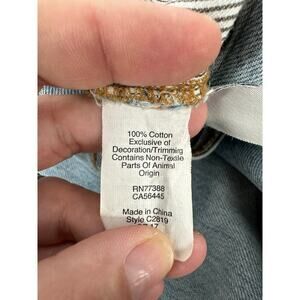 100% Cotton
Exclusive of
Decoration/Trimming
Contains Non-Textile
Parts Of Animal
Origin
RN77388
CA56445
Made in China
Style C2819